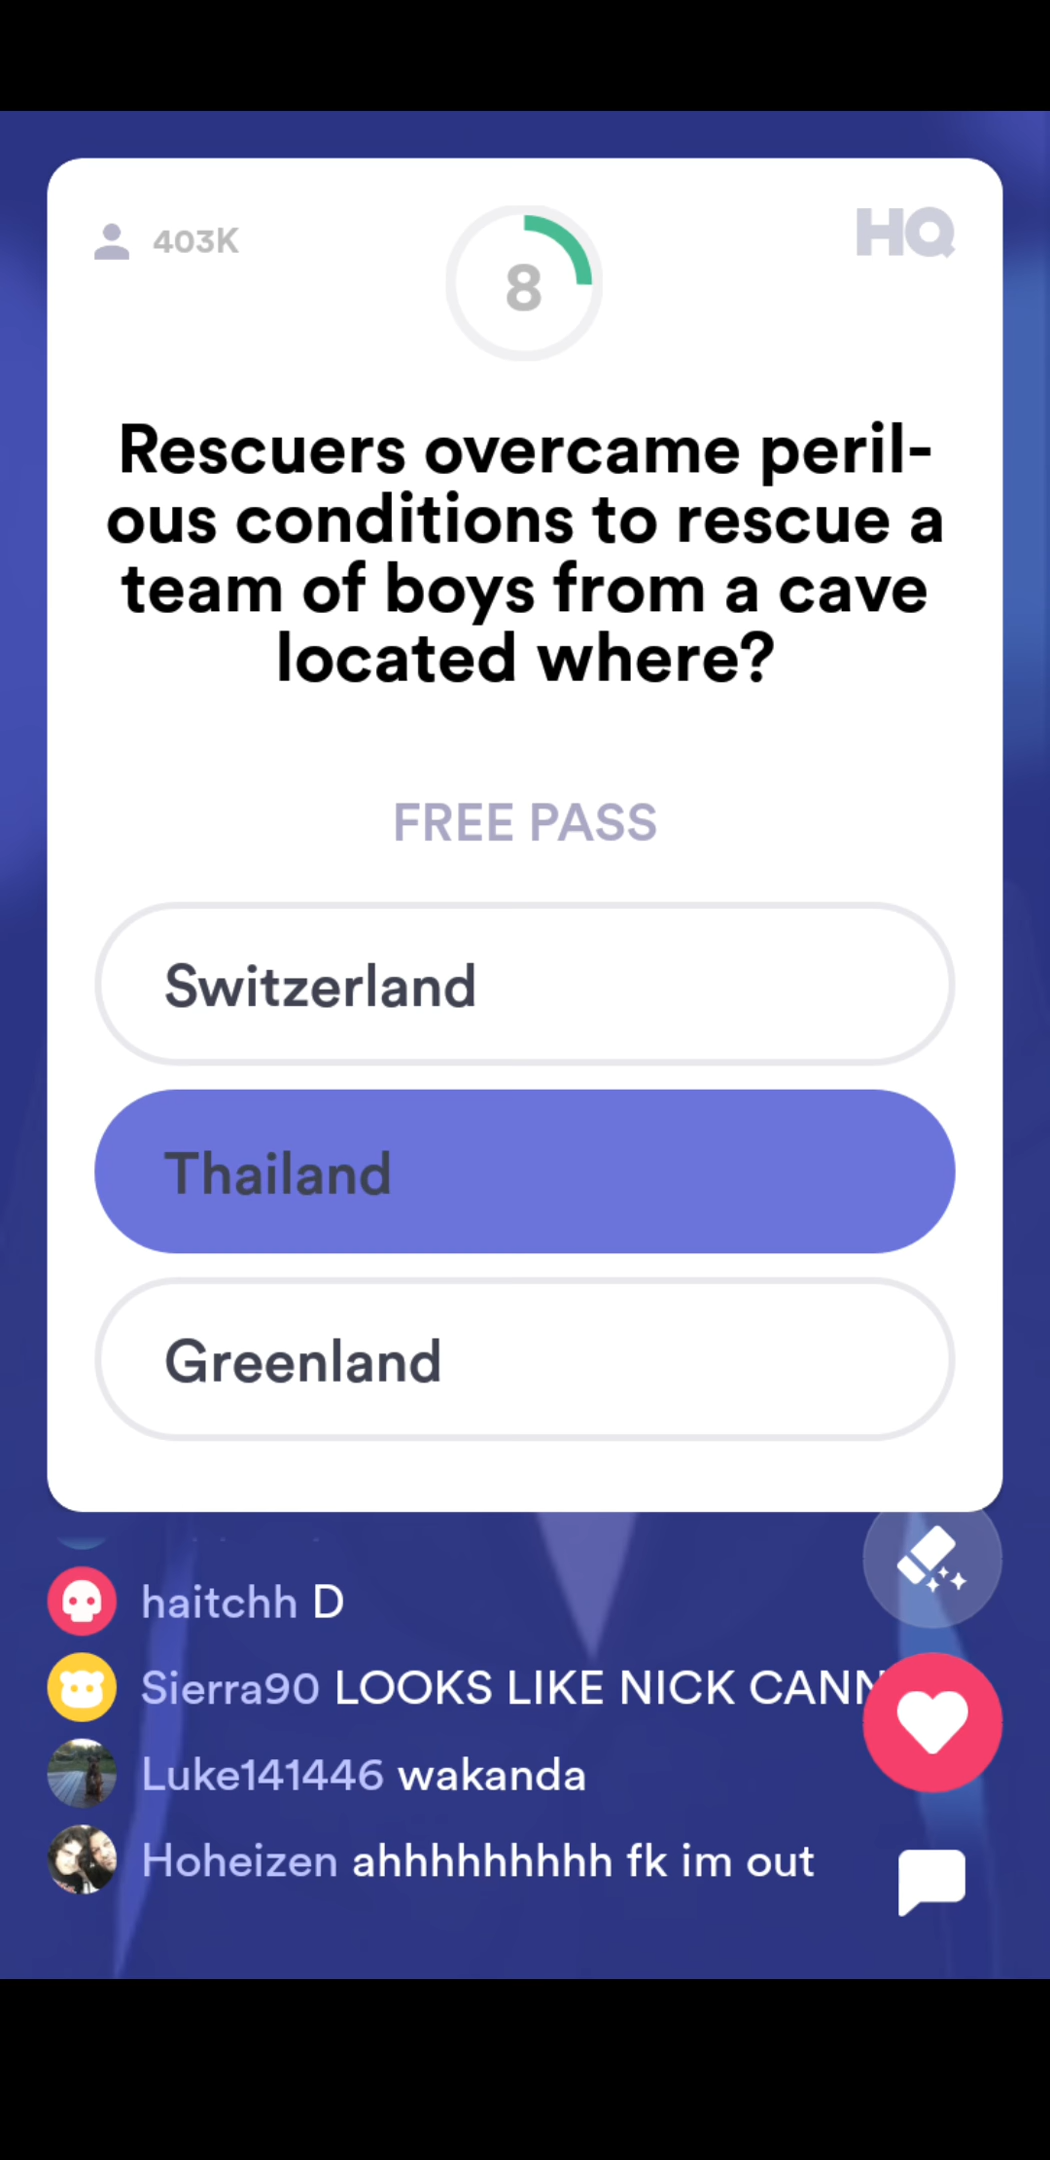 403K
8
HQ
Rescuers overcame peril-
ous conditions to rescue a
team of boys from a cave
located where?
FREE PASS
Switzerland
Thailand
Greenland
haitchh D
Sierra90 LOOKS LIKE NICK CANN
Luke141446 wakanda
Hoheizen ahhhhhhhhh fk im out